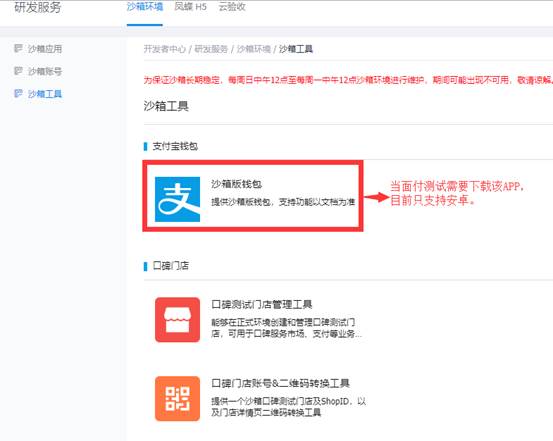 研发服务
沙箱环境 凤蝶 H5 云验收
沙箱应用
沙箱账号
沙箱工具
开发者中心 / 研发服务 / 沙箱环境 / 沙箱工具
为保证沙箱长期稳定，每周日中午12点至每周一中午12点沙箱环境进行维护，期间可能出现不可用，敬请谅解。
沙箱工具
支付宝钱包
沙箱版钱包
提供沙箱版钱包，支持功能以文档为准
当面付测试需要下载该APP，
目前只支持安卓。
口碑门店
口碑测试门店管理工具
能够在正式环境创建和管理口碑测试门
店，可用于口碑服务市场、支付等业务...
口碑门店账号&二维码转换工具
提供一个沙箱口碑测试门店及ShopID，以
及门店详情页二维码转换工具